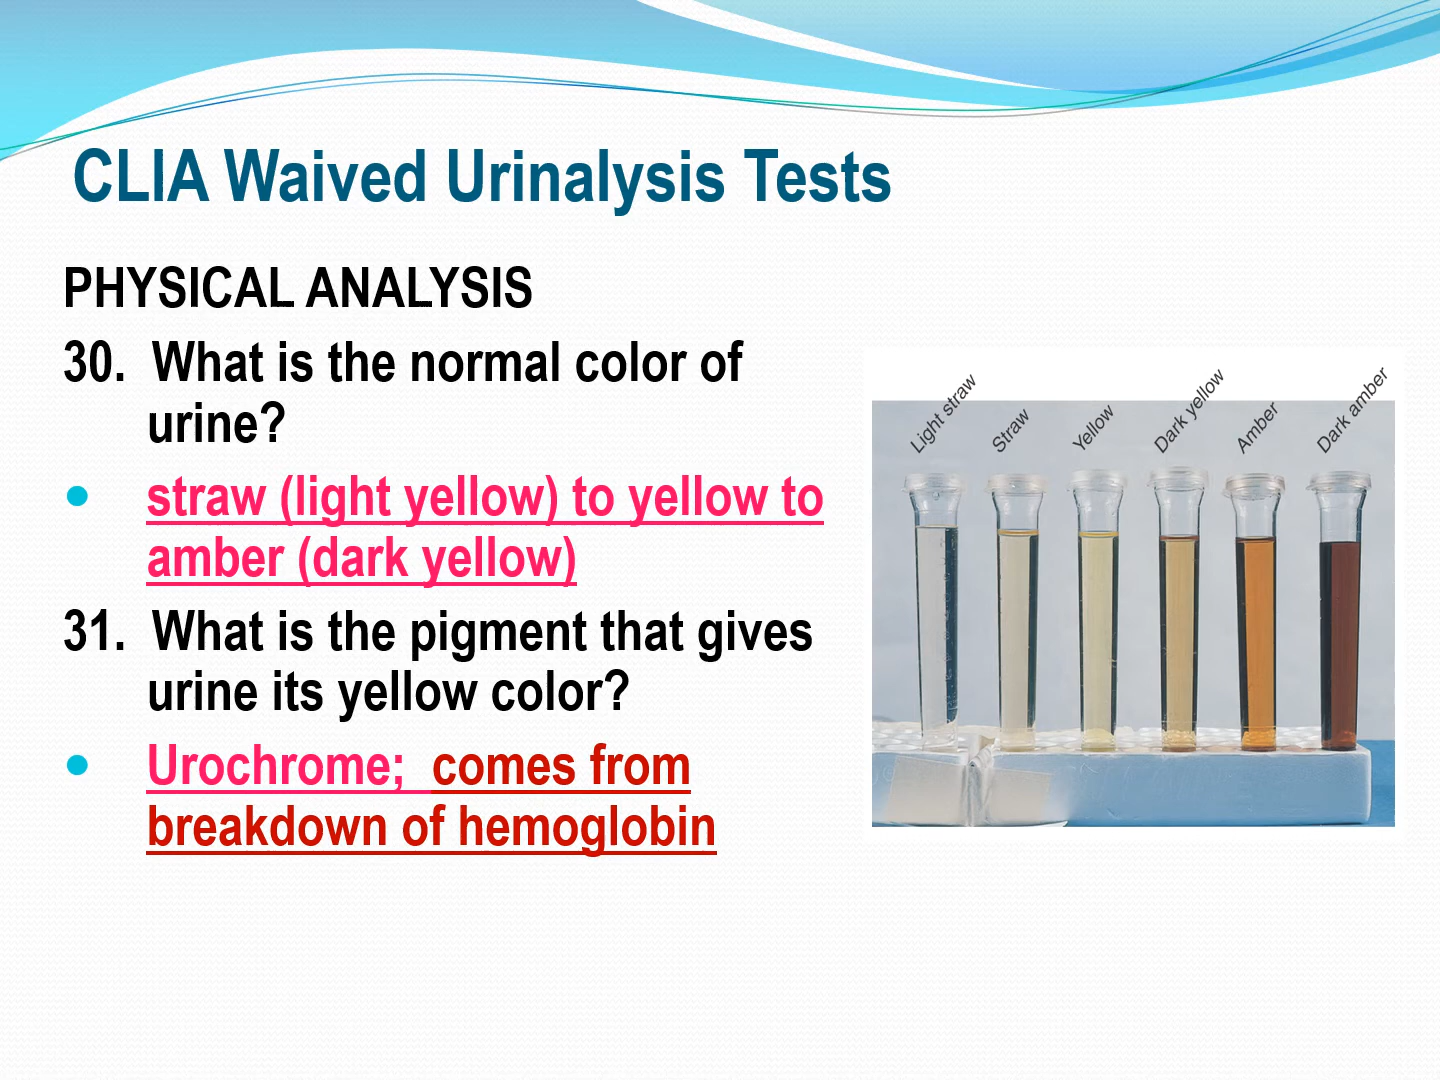 CLIA Waived Urinalysis Tests
PHYSICAL ANALYSIS
30. What is the normal color of
urine?
straw (light yellow) to yellow to
amber (dark yellow)
31. What is the pigment that gives
urine its yellow color?
Urochrome; comes from
breakdown of hemoglobin
Light straw
Straw
Yellow
Dark yellow
Amber
Dark amber